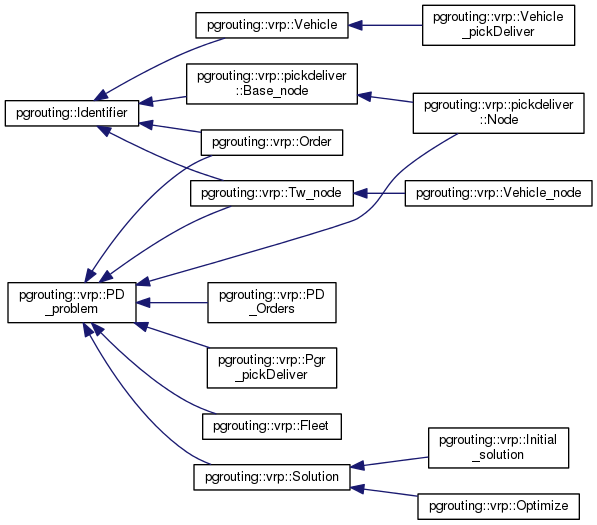 pgrouting::vrp::Vehicle
pgrouting::vrp::Vehicle
_pickDeliver
pgrouting::vrp::pickdeliver
::Base_node
pgrouting::Identifier
pgrouting::vrp::pickdeliver
::Node
pgrouting::vrp::Order
pgrouting::vrp::Tw_node
pgrouting::vrp::Vehicle_node
pgrouting::vrp::PD
_problem
pgrouting::vrp::PD
_Orders
pgrouting::vrp::Pgr
_pickDeliver
pgrouting::vrp::Fleet
pgrouting::vrp::Initial
_solution
pgrouting::vrp::Solution
pgrouting::vrp::Optimize